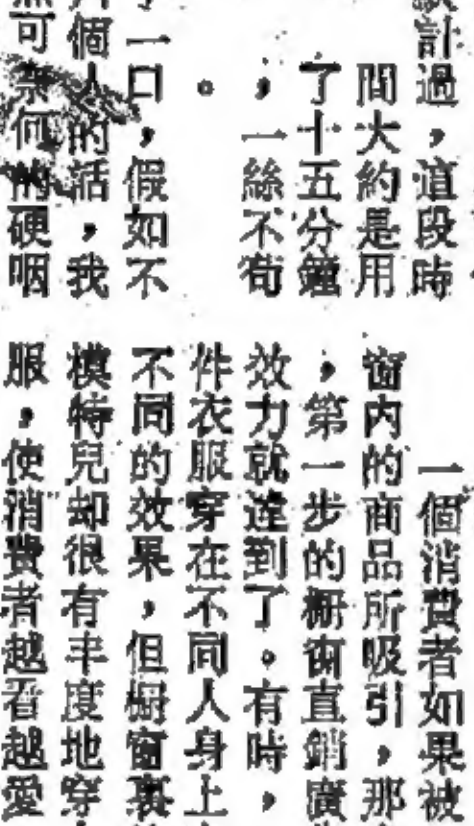 計過，這段時
間大約是用
了十五分鐘
，一絲不苟
。
一口，假如不
個人的話，我
可奈何的硬咽
一個消費者如果被
窗內的商品所吸引，那
，第一步的櫥窗直銷廣
效力就達到了。有時，
件衣服穿在不同人身上
不同的效果，但櫥窗裏
模特兒却很有丰度地穿
服，使消費者越看越愛